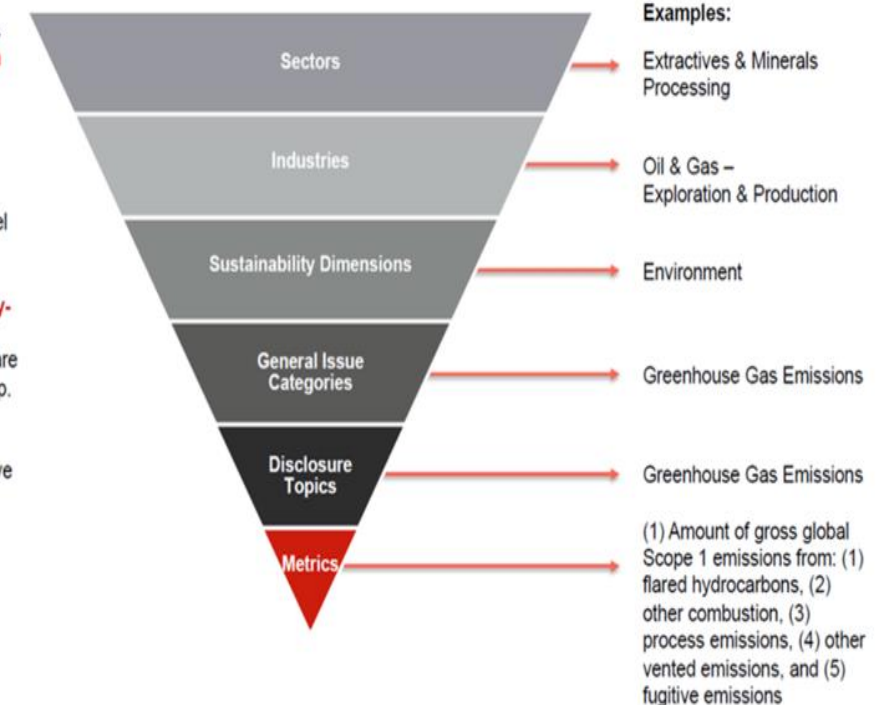 Examples:
Sectors
Extractives & Minerals
Processing
Industries
Oil & Gas –
Exploration & Production
Sustainability Dimensions
Environment
General Issue
Categories
Greenhouse Gas Emissions
Disclosure
Topics
Greenhouse Gas Emissions
Metrics
(1) Amount of gross global
Scope 1 emissions from: (1)
flared hydrocarbons, (2)
other combustion, (3)
process emissions, (4) other
vented emissions, and (5)
fugitive emissions